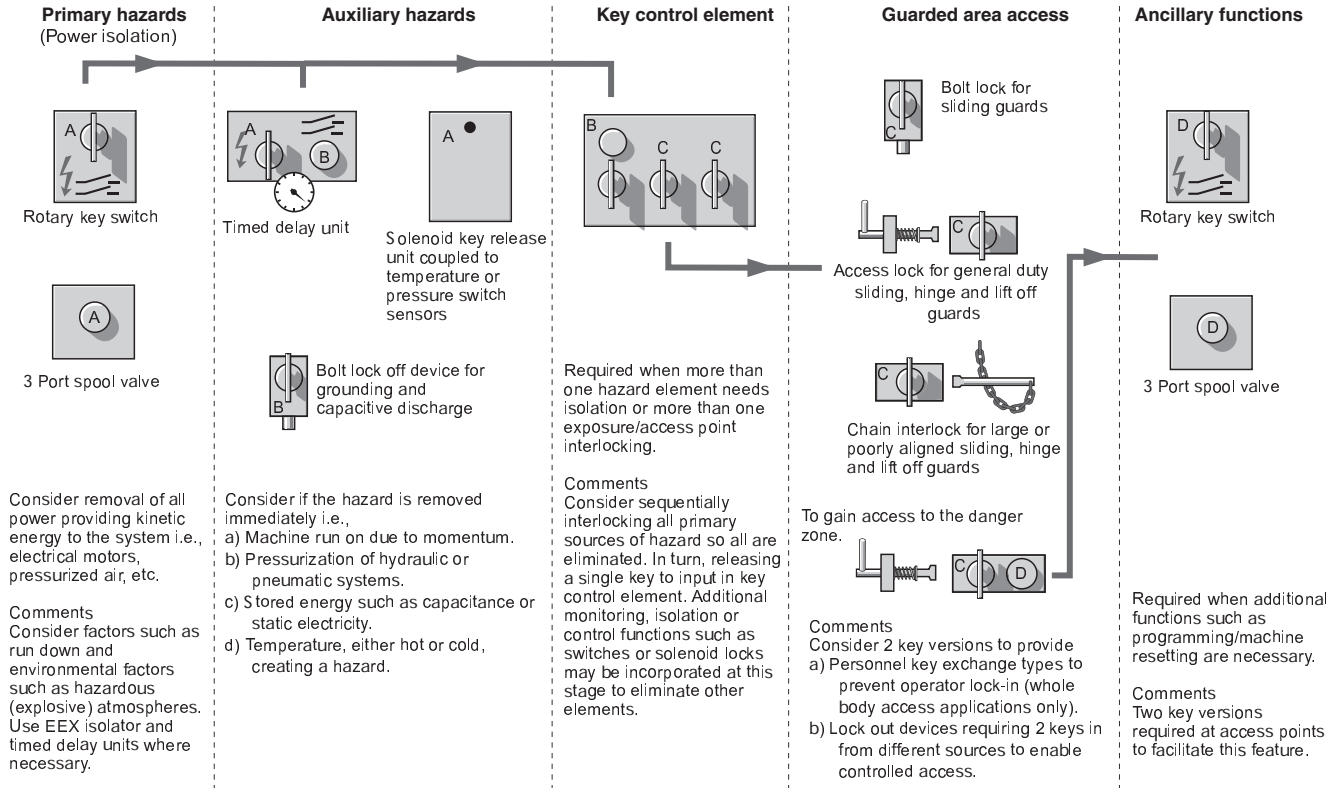 Primary hazards
(Power isolation)
A
Rotary key switch
A
3 Port spool valve
Consider removal of all
power providing kinetic
energy to the system i.e.,
electrical motors,
pressurized air, etc.
Comments
Consider factors such as
run down and
environmental factors
such as hazardous
(explosive) atmospheres.
Use EEX isolator and
timed delay units where
necessary.
Auxiliary hazards
A
B
Timed delay unit
A
Solenoid key release
unit coupled to
temperature or
pressure switch
sensors
B
Bolt lock off device for
grounding and
capacitive discharge
Consider if the hazard is removed
immediately i.e.,
a) Machine run on due to momentum.
b) Pressurization of hydraulic or
pneumatic systems.
c) Stored energy such as capacitance or
static electricity.
d) Temperature, either hot or cold,
creating a hazard.
Key control element
B
C
C
Required when more than
one hazard element needs
isolation or more than one
exposure/access point
interlocking.
Comments
Consider sequentially
interlocking all primary
sources of hazard so all are
eliminated. In turn, releasing
a single key to input in key
control element. Additional
monitoring, isolation or
control functions such as
switches or solenoid locks
may be incorporated at this
stage to eliminate other
elements.
Guarded area access
C
Bolt lock for
sliding guards
C
Access lock for general duty
sliding, hinge and lift off
guards
C
Chain interlock for large or
poorly aligned sliding, hinge
and lift off guards
To gain access to the danger
zone.
C
D
Comments
Consider 2 key versions to provide
a) Personnel key exchange types to
prevent operator lock-in (whole
body access applications only).
b) Lock out devices requiring 2 keys in
from different sources to enable
controlled access.
Ancillary functions
D
Rotary key switch
D
3 Port spool valve
Required when additional
functions such as
programming/machine
resetting are necessary.
Comments
Two key versions
required at access points
to facilitate this feature.